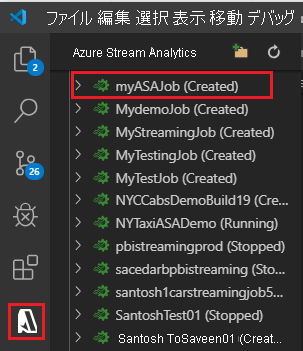 ファイル 編集 選択 表示 移動 デバッグ
Azure Stream Analytics
2
myASAJob (Created)
MydemoJob (Created)
MyStreamingJob (Created)
26
MyTestingJob (Created)
MyTestJob (Created)
NYCCabsDemoBuild19 (Cre...
NYTaxiASADemo (Running)
pbistreamingprod (Stopped)
sacedarbpbistreaming (Sto...
santosh1carstreamingjob5...
SantoshTest01 (Stopped)
Santosh ToSaveen01 (Creat...